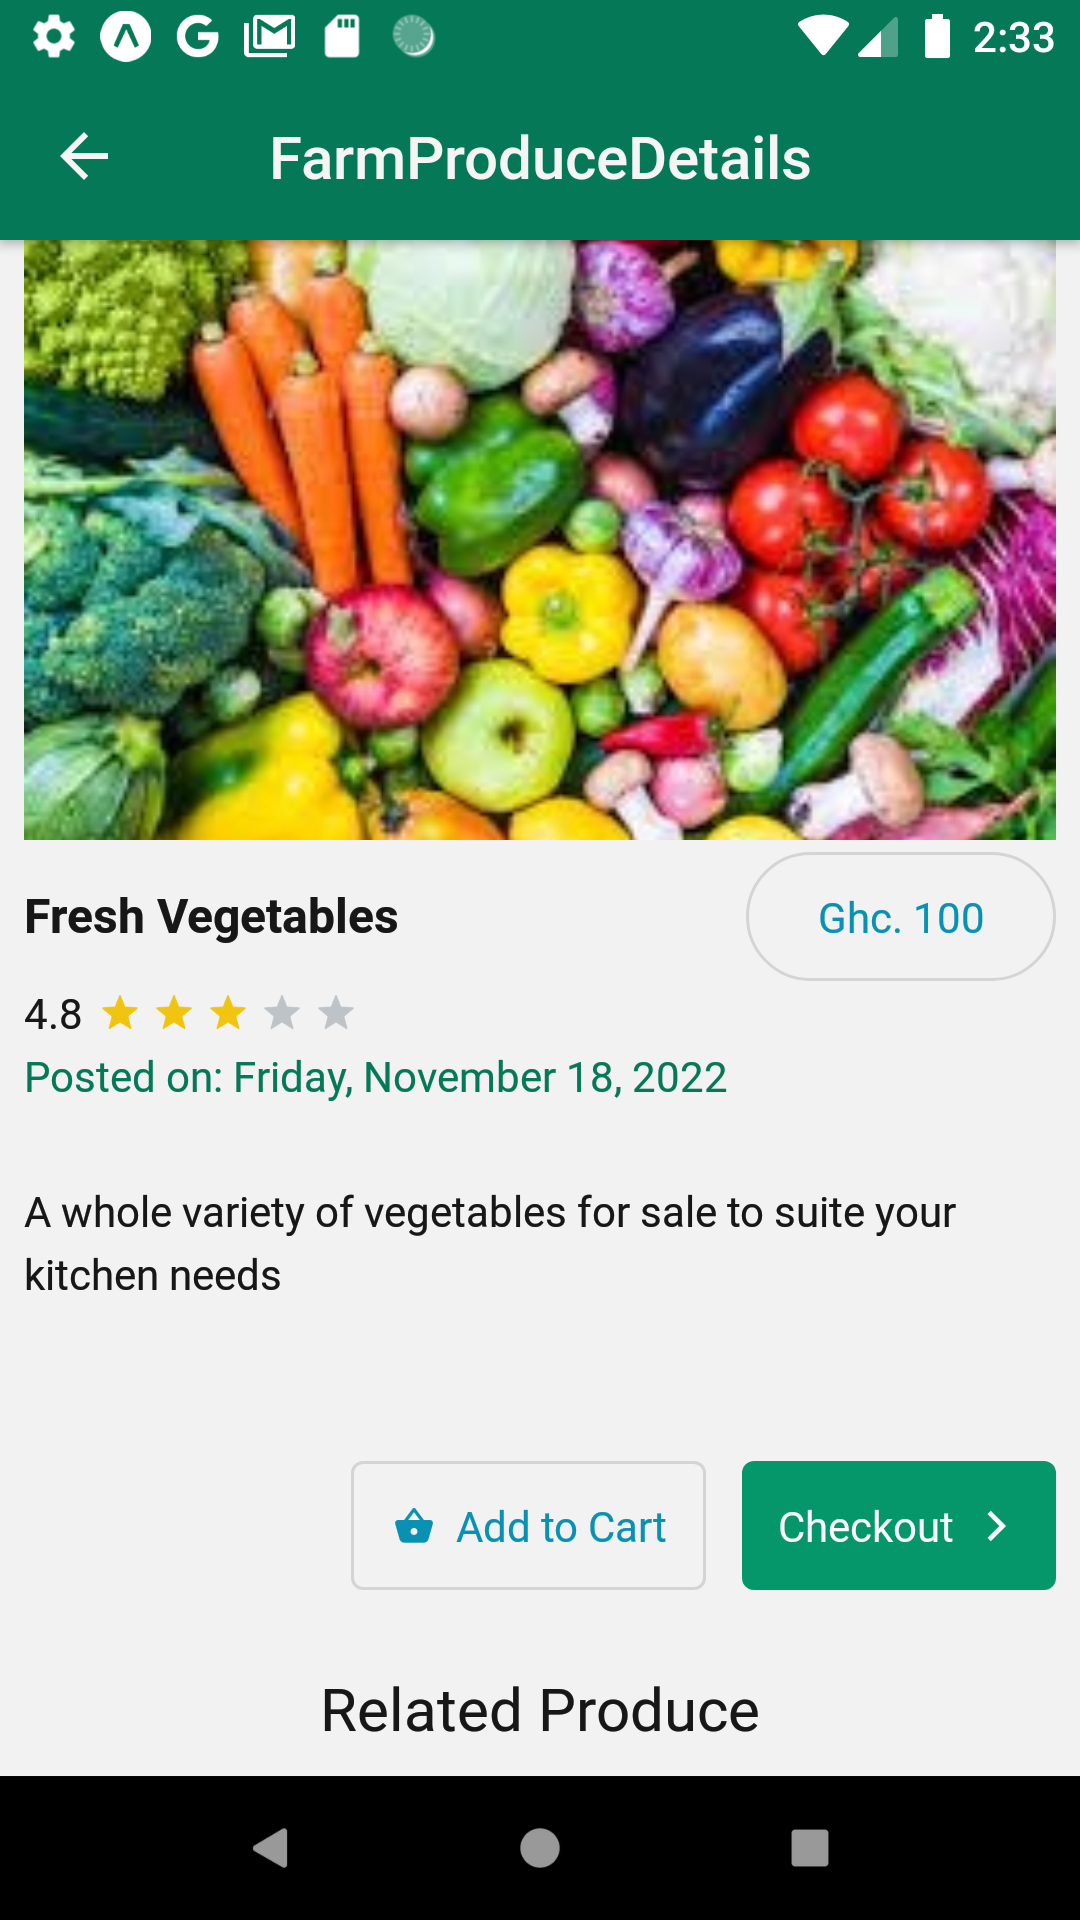 2:33
FarmProduceDetails
Fresh Vegetables
Ghc. 100
4.8
Posted on: Friday, November 18, 2022
A whole variety of vegetables for sale to suite your
kitchen needs
Add to Cart
Checkout
Related Produce